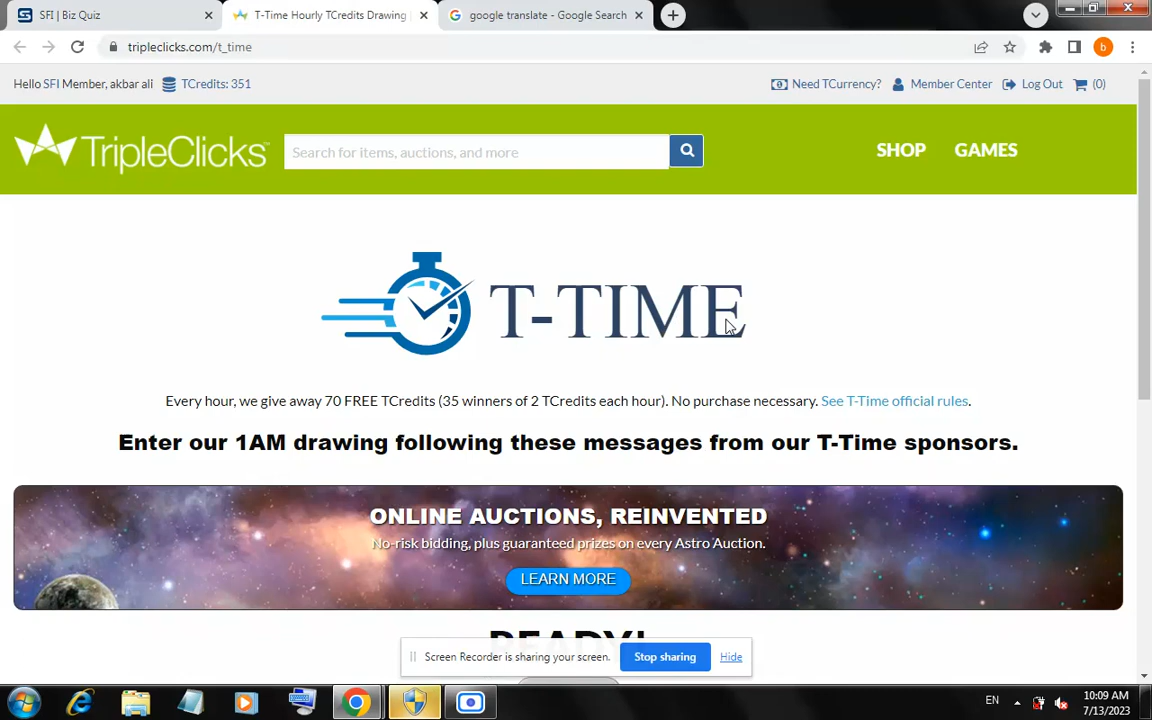 SFI | Biz Quiz
T-Time Hourly TCredits Drawing
google translate - Google Search
tripleclicks.com/t_time
b
Hello SFI Member, akbar ali TCredits: 351
Need TCurrency? Member Center Log Out (0)
TripleClicks
Search for items, auctions, and more
SHOP GAMES
T-TIME
Every hour, we give away 70 FREE TCredits (35 winners of 2 TCredits each hour). No purchase necessary. See T-Time official rules.
Enter our 1AM drawing following these messages from our T-Time sponsors.
ONLINE AUCTIONS, REINVENTED
No-risk bidding, plus guaranteed prizes on every Astro Auction.
LEARN MORE
READY!
Screen Recorder is sharing your screen. Stop sharing Hide
EN
10:09 AM
7/13/2023